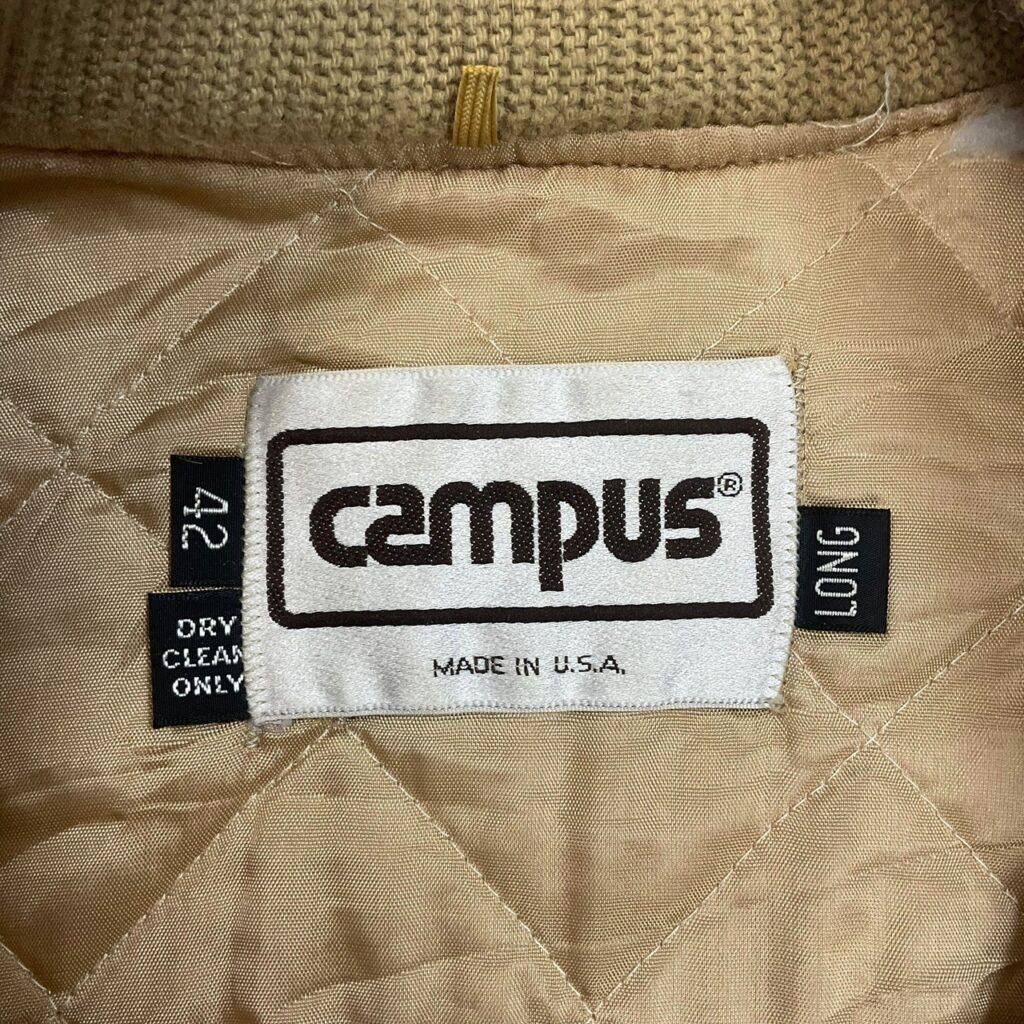 campus®
MADE IN U.S.A.
42
DRY
CLEAN
ONLY
LONG